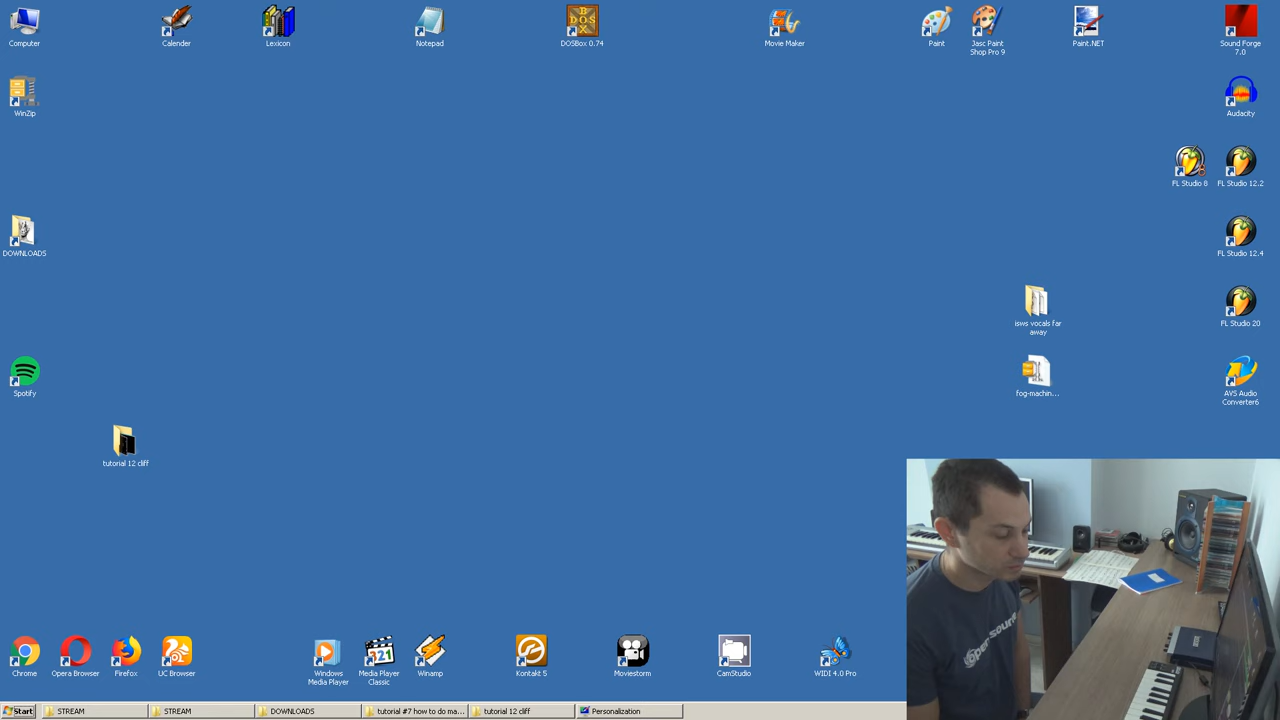 Computer
Calender
Lexicon
Notepad
DOSBox 0.74
Movie Maker
Paint
Jasc Paint
Shop Pro 9
Paint.NET
Sound Forge
7.0
WinZip
Audacity
FL Studio 8
FL Studio 12.2
DOWNLOADS
FL Studio 12.4
isws vocals far
away
FL Studio 20
Spotify
fog-machin...
AVS Audio
Converter6
tutorial 12 cliff
Chrome
Opera Browser
Firefox
UC Browser
Windows
Media Player
Media Player
Classic
Winamp
Kontakt 5
Moviestorm
CamStudio
WIDI 4.0 Pro
open sound
Start
STREAM
STREAM
DOWNLOADS
tutorial #7 how to do ma...
tutorial 12 cliff
Personalization